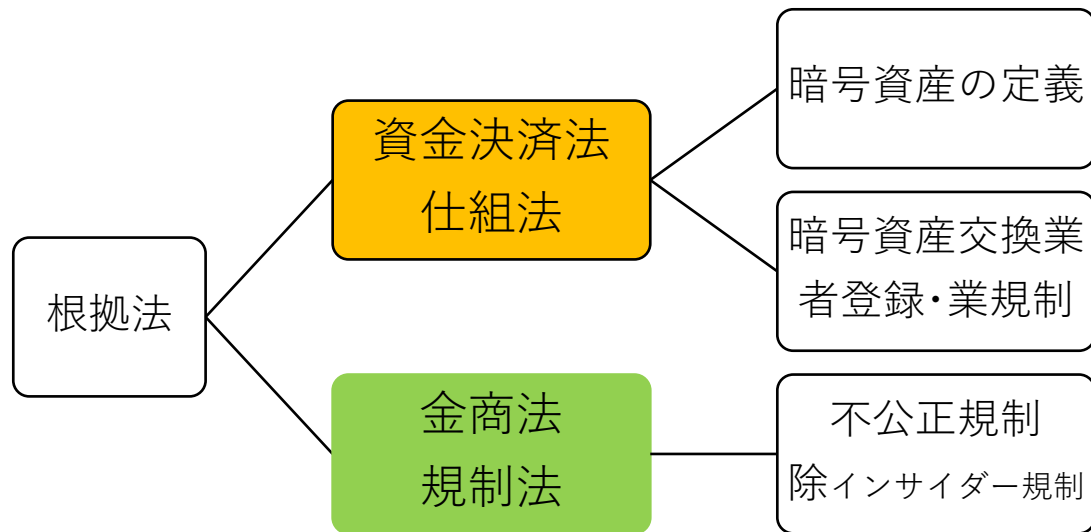 根拠法
資金決済法
仕組法
暗号資産の定義
暗号資産交換業
者登録・業規制
金商法
規制法
不公正規制
除インサイダー規制